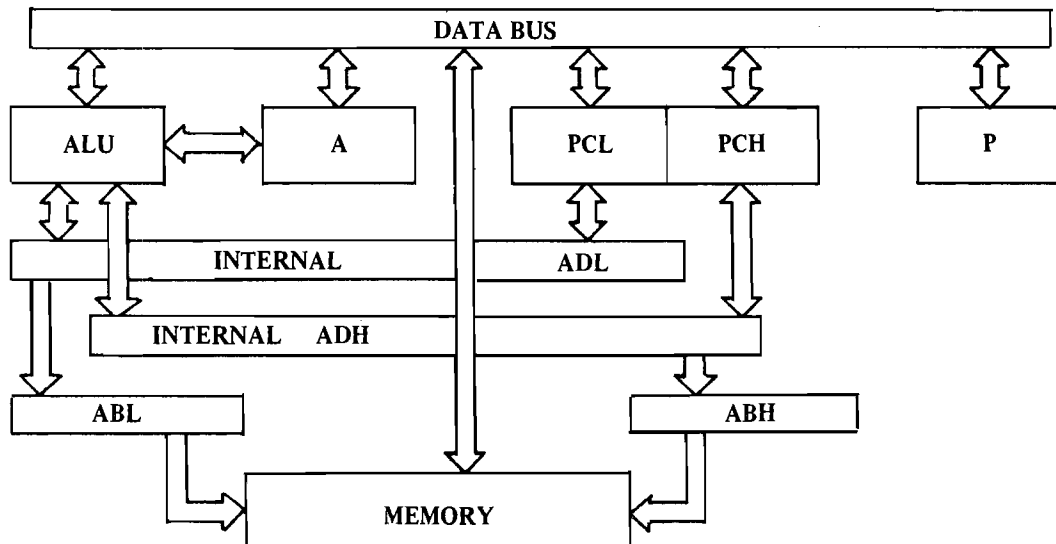 DATA BUS
ALU
A
PCL
PCH
P
INTERNAL ADL
INTERNAL ADH
ABL
ABH
MEMORY